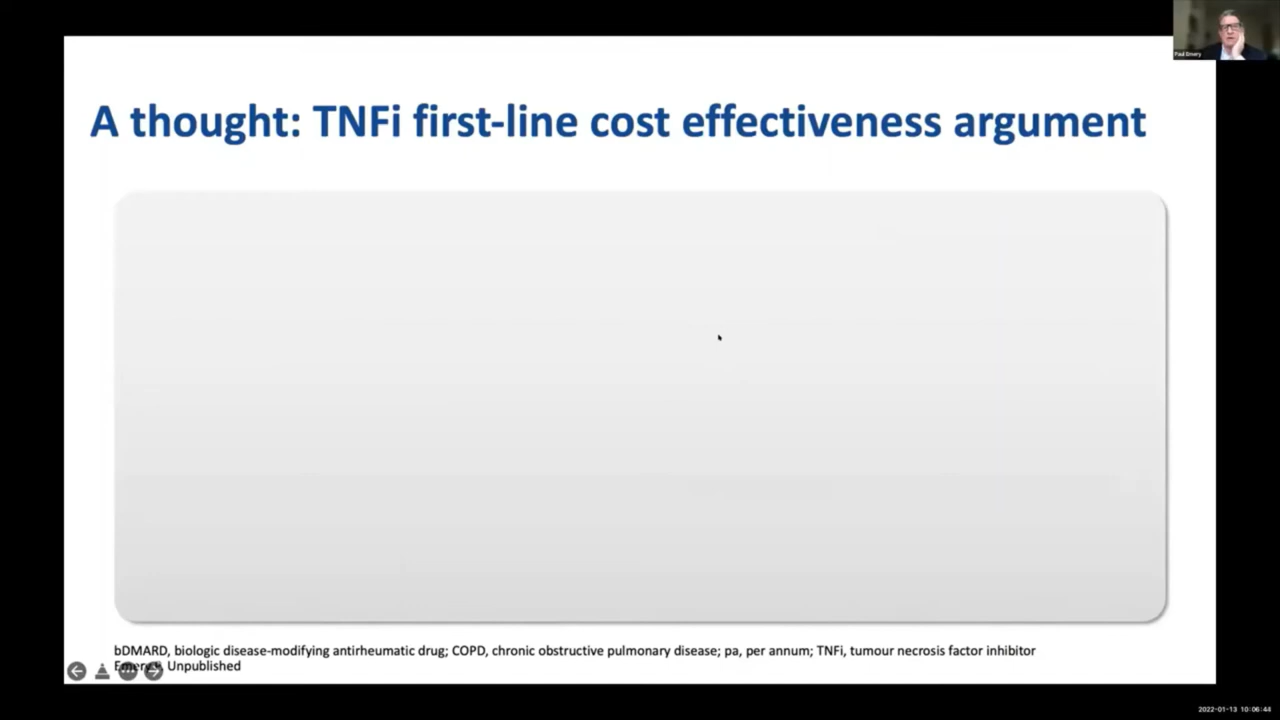 Paul Emery
A thought: TNFi first-line cost effectiveness argument
bDMARD, biologic disease-modifying antirheumatic drug; COPD, chronic obstructive pulmonary disease; pa, per annum; TNFi, tumour necrosis factor inhibitor
Unpublished
2022-01-13 10:06:44